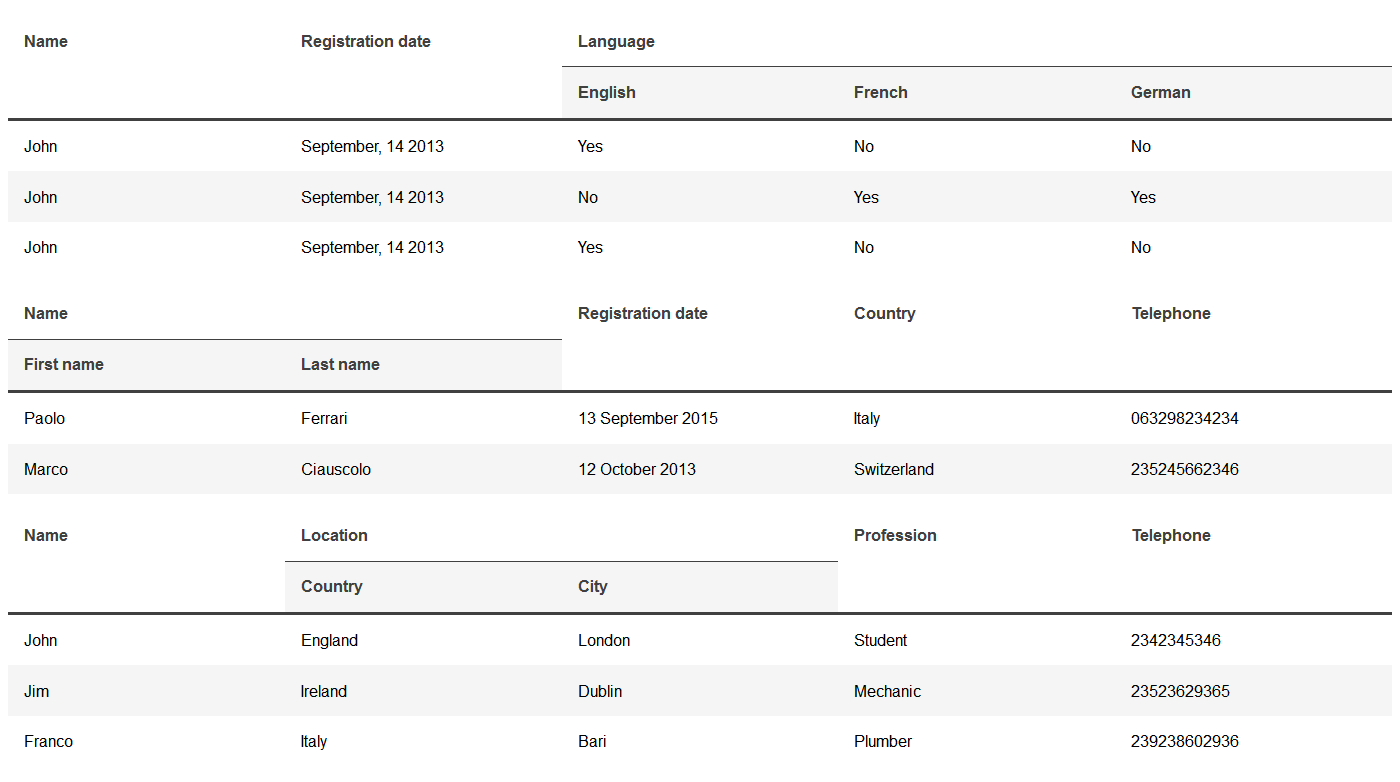 Name Registration date Language
English French German
John September, 14 2013 Yes No No
John September, 14 2013 No Yes Yes
John September, 14 2013 Yes No No
Name Registration date Country Telephone
First name Last name
Paolo Ferrari 13 September 2015 Italy 063298234234
Marco Ciauscolo 12 October 2013 Switzerland 235245662346
Name Location Profession Telephone
Country City
John England London Student 2342345346
Jim Ireland Dublin Mechanic 23523629365
Franco Italy Bari Plumber 239238602936